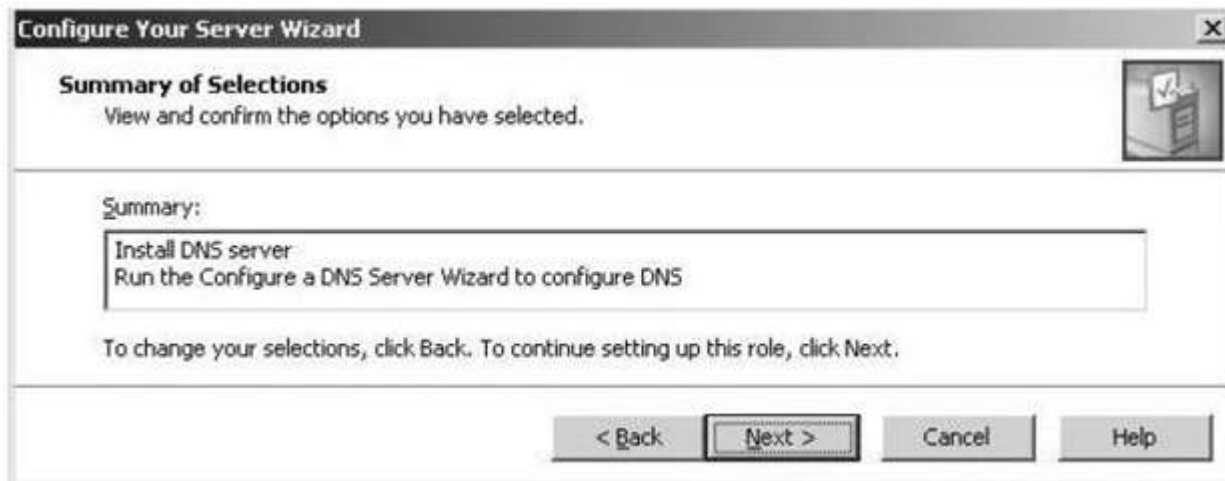 Configure Your Server Wizard
Summary of Selections
View and confirm the options you have selected.
Summary:
Install DNS server
Run the Configure a DNS Server Wizard to configure DNS
To change your selections, click Back. To continue setting up this role, click Next.
< Back Next > Cancel Help